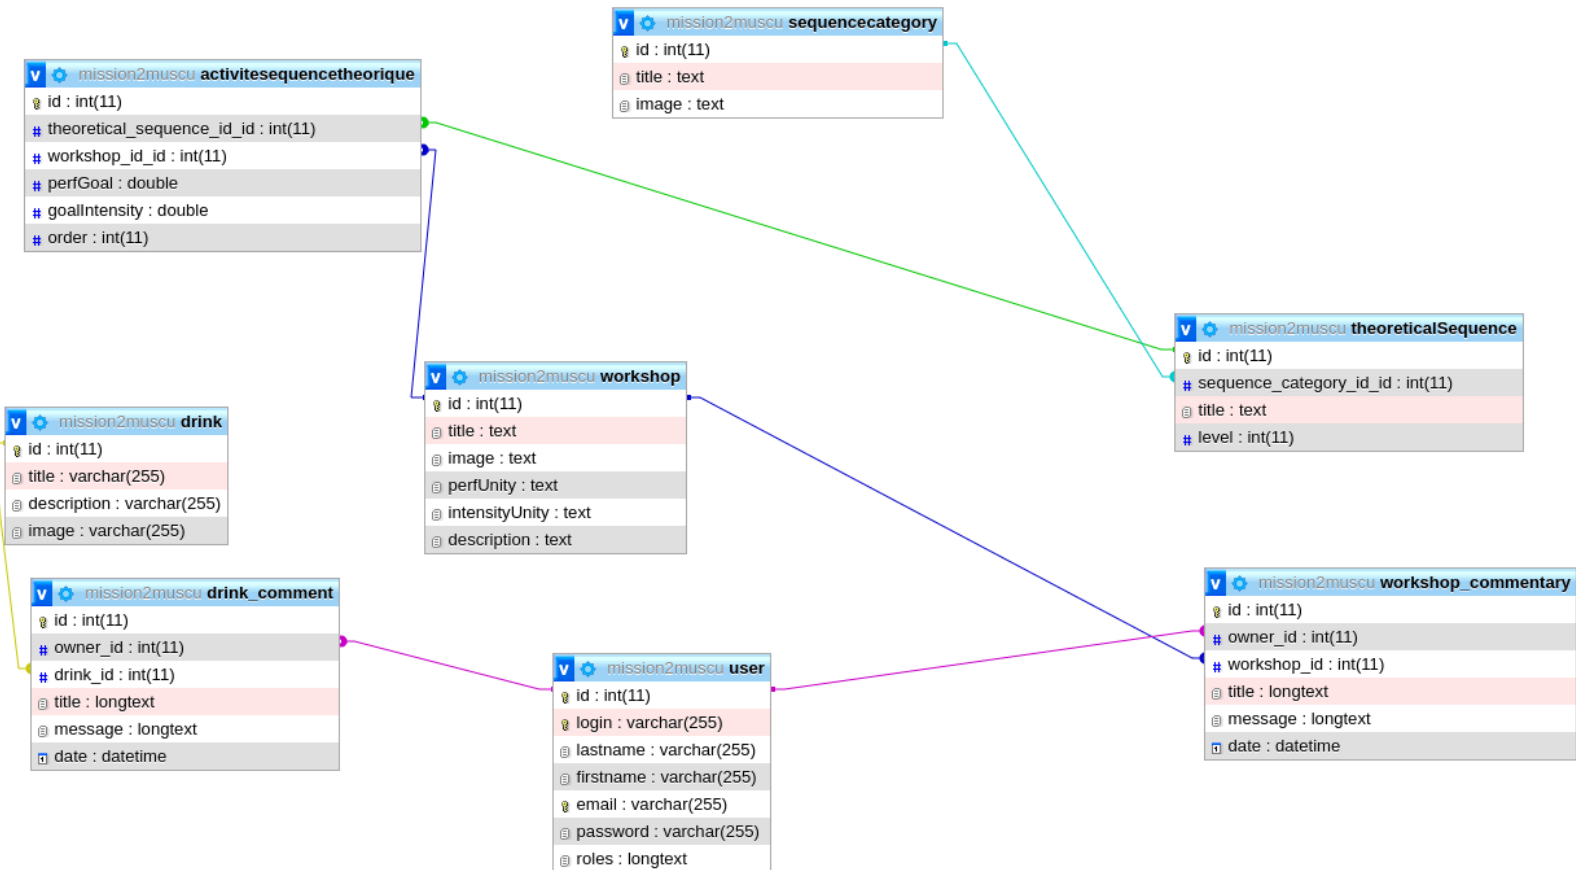 v mission2muscu sequencecategory
id : int(11)
title : text
image : text
v mission2muscu activitesequencetheorique
id : int(11)
# theoretical_sequence_id_id : int(11)
# workshop_id_id : int(11)
# perfGoal : double
# goalIntensity : double
# order : int(11)
v mission2muscu theoreticalSequence
id : int(11)
# sequence_category_id_id : int(11)
title : text
# level : int(11)
v mission2muscu workshop
id : int(11)
title : text
image : text
perfUnity : text
intensityUnity : text
description : text
v mission2muscu drink
id : int(11)
title : varchar(255)
description : varchar(255)
image : varchar(255)
v mission2muscu drink_comment
id : int(11)
# owner_id : int(11)
# drink_id : int(11)
title : longtext
message : longtext
date : datetime
v mission2muscu user
id : int(11)
login : varchar(255)
lastname : varchar(255)
firstname : varchar(255)
email : varchar(255)
password : varchar(255)
roles : longtext
v mission2muscu workshop_commentary
id : int(11)
# owner_id : int(11)
# workshop_id : int(11)
title : longtext
message : longtext
date : datetime